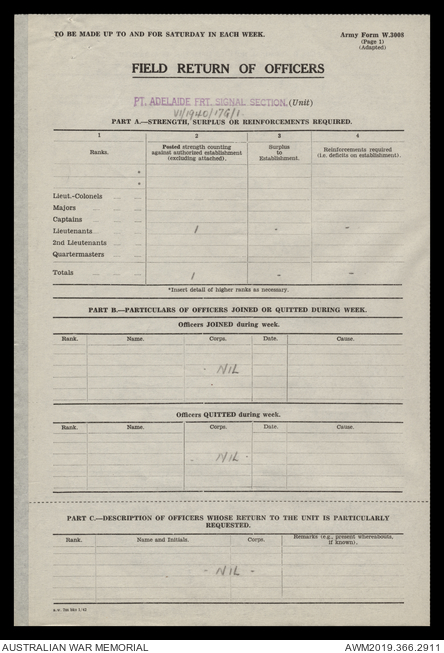 TO BE MADE UP TO AND FOR SATURDAY IN EACH WEEK.
Army Form W.3008
(Page 1)
(Adapted)
FIELD RETURN OF OFFICERS
PT. ADELAIDE FRT. SIGNAL SECTION. (Unit)
VI/1940/176/1.
PART A.—STRENGTH, SURPLUS OR REINFORCEMENTS REQUIRED.
1 2 3 4
Ranks.
Posted strength counting against authorised establishment (excluding attached).
Surplus to Establishment.
Reinforcements required (i.e. deficits on establishment).
*
*
Lieut.-Colonels
Majors
Captains
Lieutenants 1 - -
2nd Lieutenants
Quartermasters
Totals 1 - -
*Insert detail of higher ranks as necessary.
PART B.—PARTICULARS OF OFFICERS JOINED OR QUITTED DURING WEEK.
Officers JOINED during week.
Rank. Name. Corps. Date. Cause.
- NIL
Officers QUITTED during week.
Rank. Name. Corps. Date. Cause.
- NIL -
PART C.—DESCRIPTION OF OFFICERS WHOSE RETURN TO THE UNIT IS PARTICULARLY
REQUESTED.
Rank. Name and Initials. Corps. Remarks (e.g., present whereabouts, if known).
- NIL -
AUSTRALIAN WAR MEMORIAL
AWM2019.366.2911